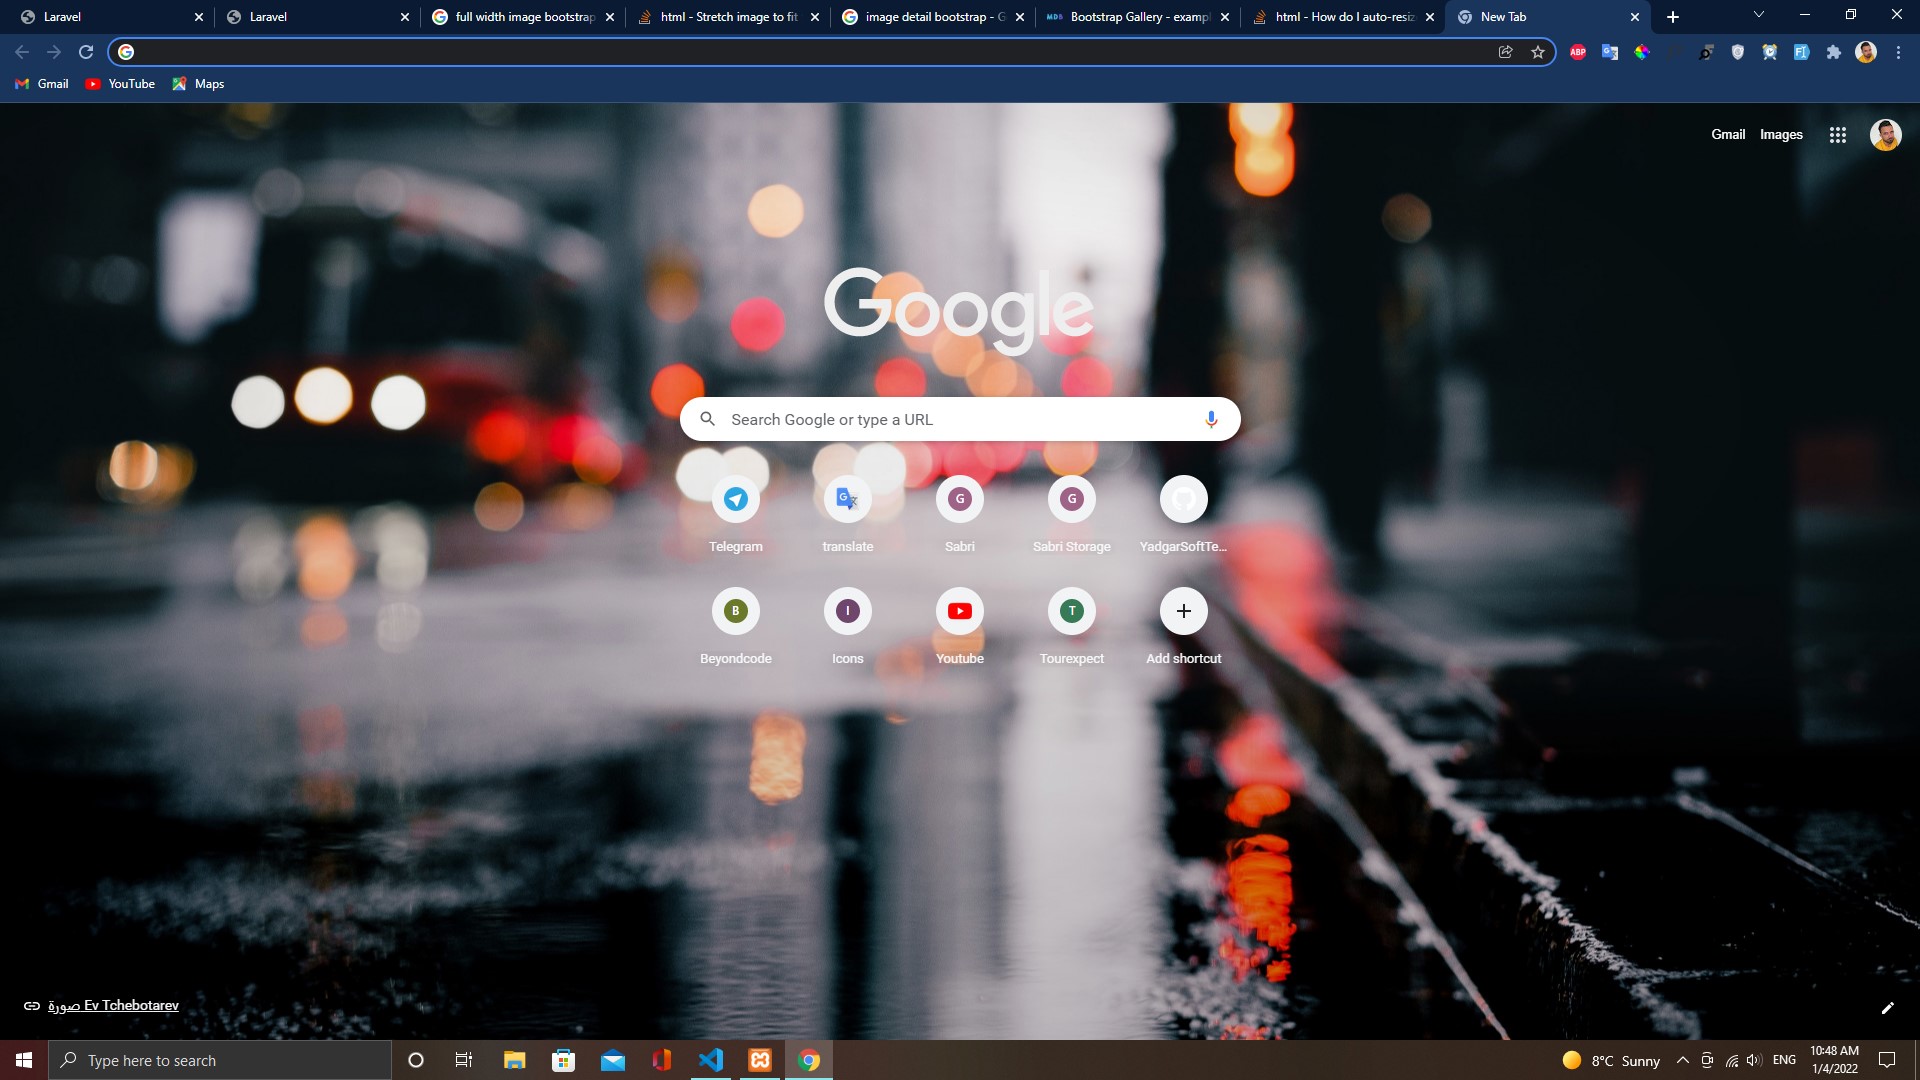 Laravel
Laravel
full width image bootstrap
html - Stretch image to fit
image detail bootstrap - G
MDB
Bootstrap Gallery - exampl
html - How do I auto-resiz
New Tab
ABP
Gmail
YouTube
Maps
Gmail Images
Google
Search Google or type a URL
Telegram
translate
G
Sabri
G
Sabri Storage
YadgarSoftTe...
B
Beyondcode
I
Icons
Youtube
T
Tourexpect
Add shortcut
صورة Ev Tchebotarev
Type here to search
8°C Sunny
ENG
10:48 AM
1/4/2022